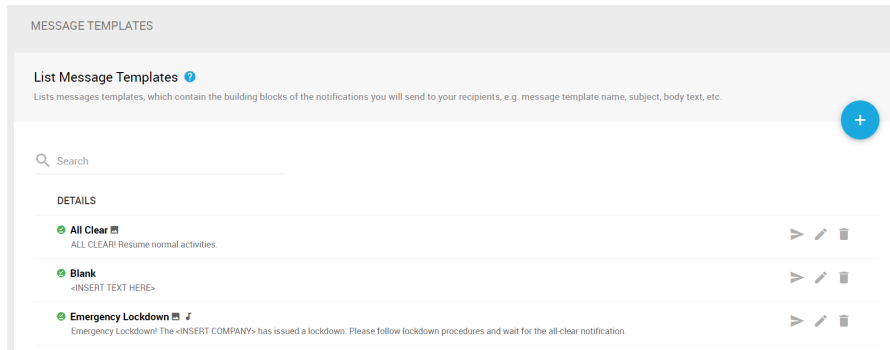 MESSAGE TEMPLATES
List Message Templates ?
Lists messages templates, which contain the building blocks of the notifications you will send to your recipients, e.g. message template name, subject, body text, etc.
+
Search
DETAILS
All Clear
ALL CLEAR! Resume normal activities.
Blank
<INSERT TEXT HERE>
Emergency Lockdown
Emergency Lockdown! The <INSERT COMPANY> has issued a lockdown. Please follow lockdown procedures and wait for the all-clear notification.